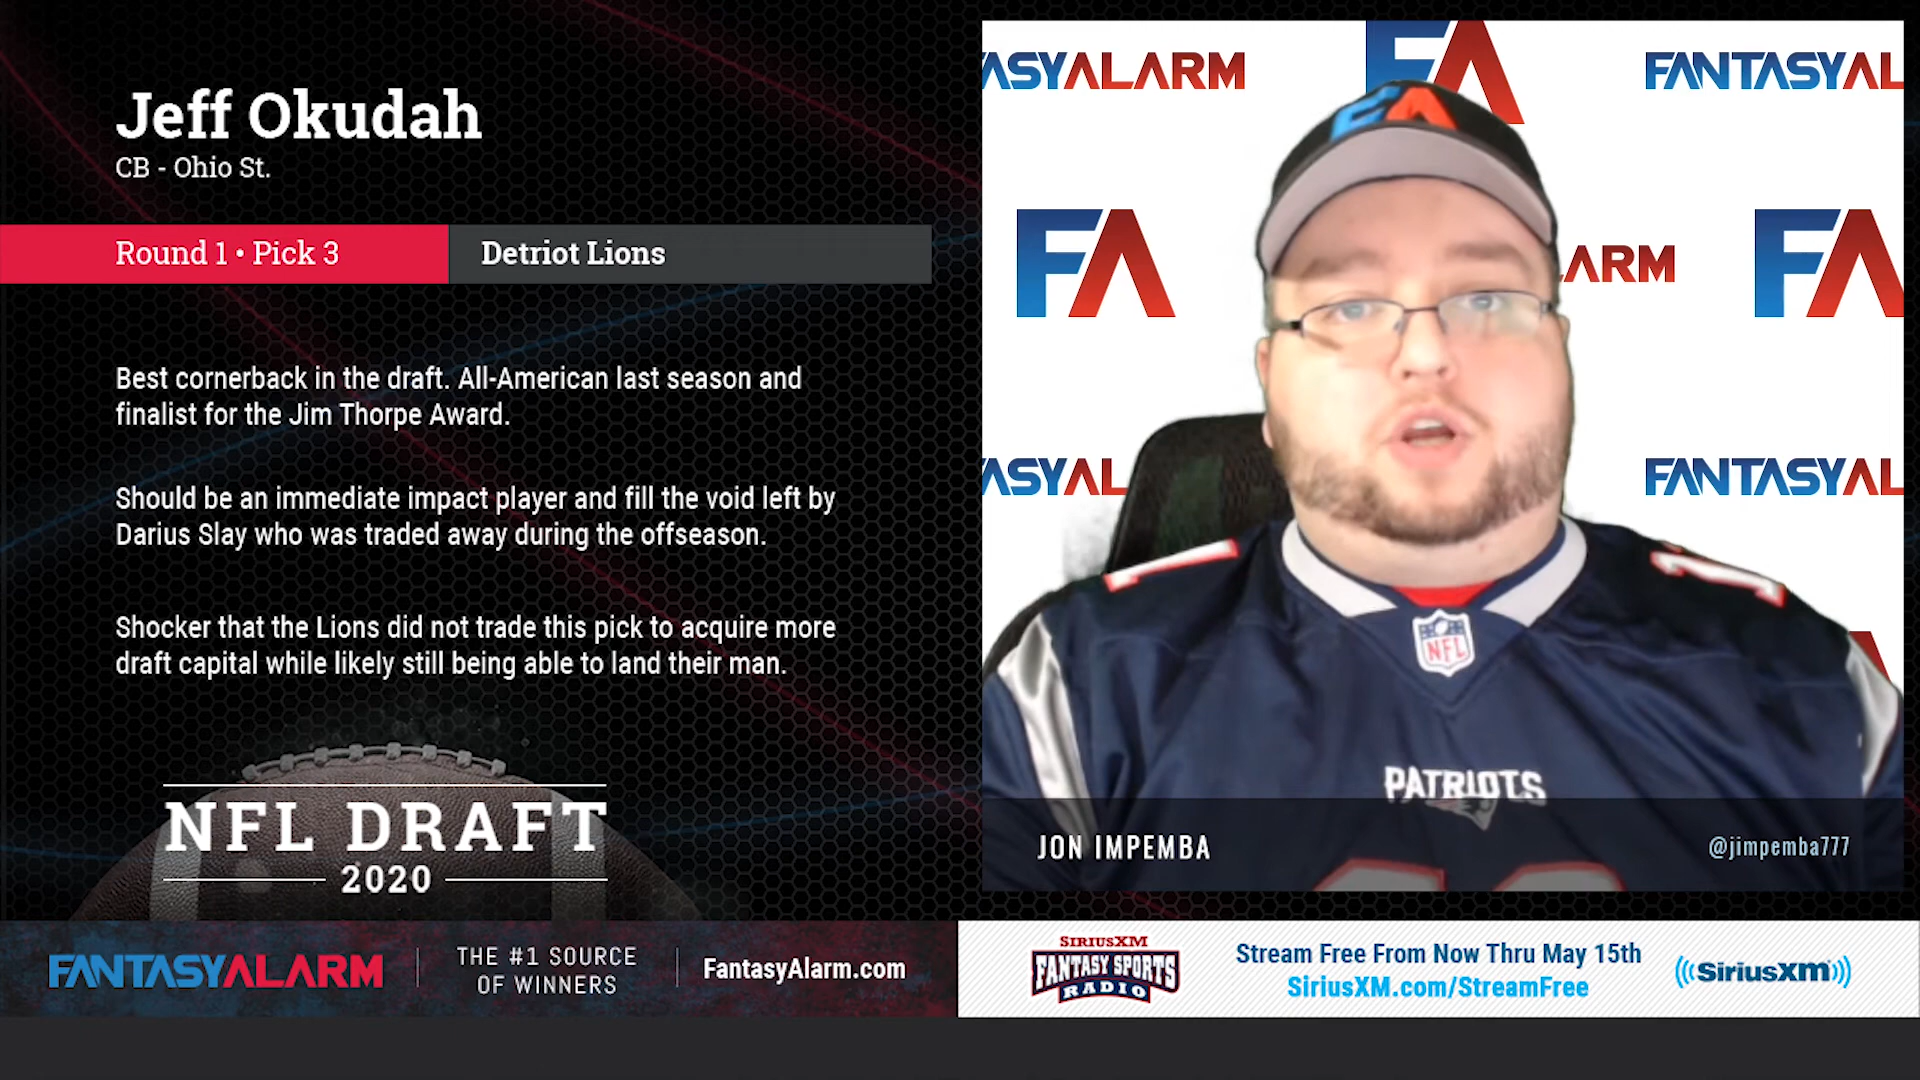 Jeff Okudah
CB - Ohio St.
Round 1 • Pick 3
Detriot Lions
Best cornerback in the draft. All-American last season and
finalist for the Jim Thorpe Award.
Should be an immediate impact player and fill the void left by
Darius Slay who was traded away during the offseason.
Shocker that the Lions did not trade this pick to acquire more
draft capital while likely still being able to land their man.
NFL DRAFT
2020
ASYALARM
FA
FANTASYAL
FA
FA
ARM
FA
ASYAL
FANTASYAL
NFL
PATRIOTS
JON IMPEMBA
@jimpemba777
FANTASYALARM
THE #1 SOURCE
OF WINNERS
FantasyAlarm.com
SIRIUSXM
FANTASY SPORTS
RADIO
Stream Free From Now Thru May 15th
SiriusXM.com/StreamFree
SiriusXM